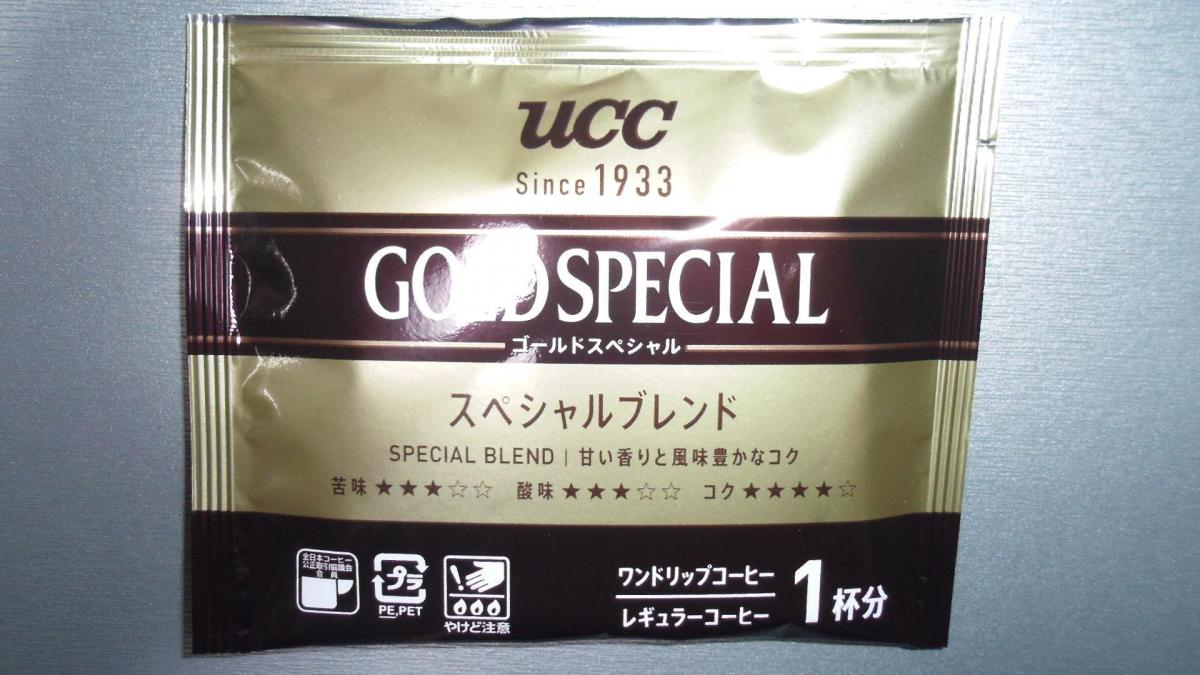 UCC
Since 1933
GOLD SPECIAL
ゴールドスペシャル
スペシャルブレンド
SPECIAL BLEND | 甘い香りと風味豊かなコク
苦味★★★☆☆ 酸味★★★☆☆ コク★★★★☆
全日本コーヒー
公正取引協議会
会員
プラ
PE,PET
やけど注意
ワンドリップコーヒー
レギュラーコーヒー
1杯分